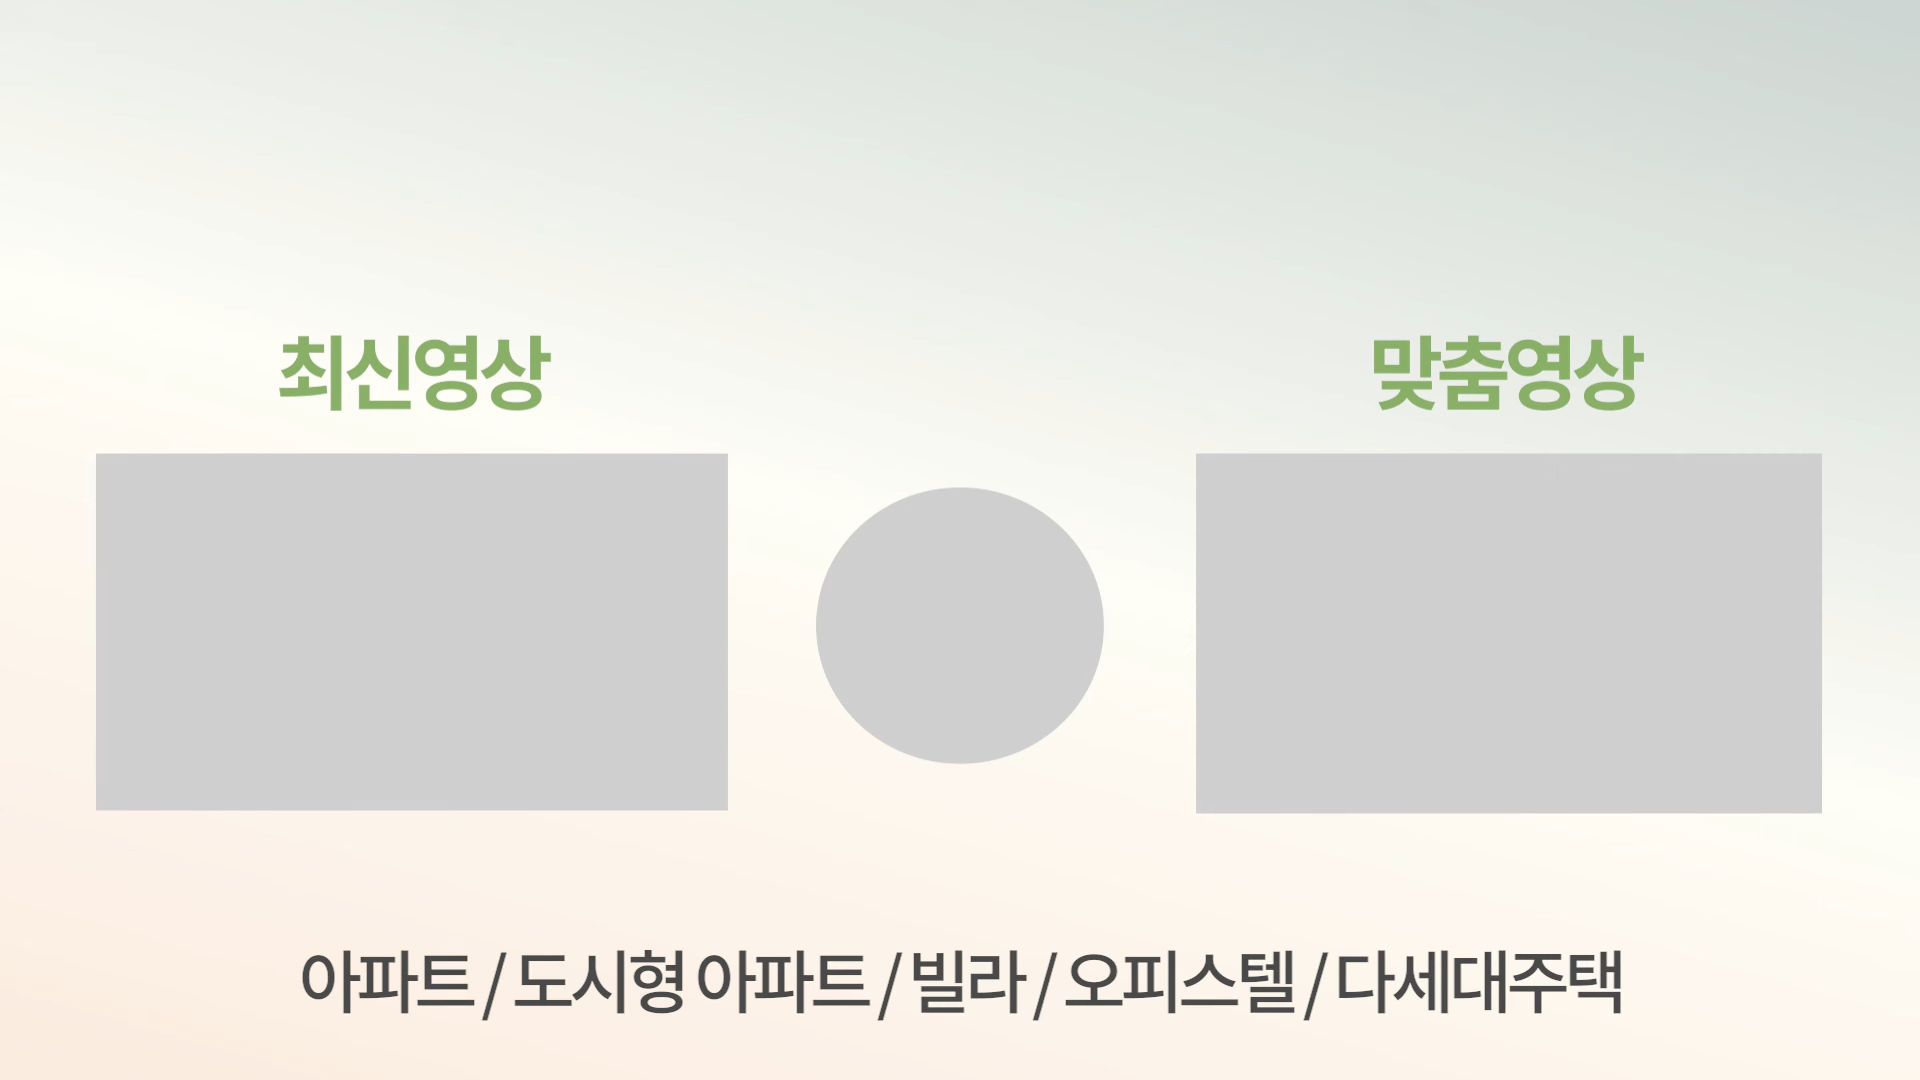 최신영상
맞춤영상
아파트 / 도시형 아파트 / 빌라 / 오피스텔 / 다세대주택